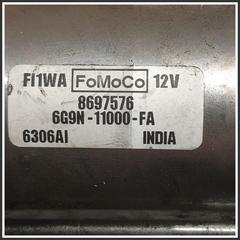 FI1WA FoMoCo 12V
8697576
6G9N-11000-FA
6306AI INDIA